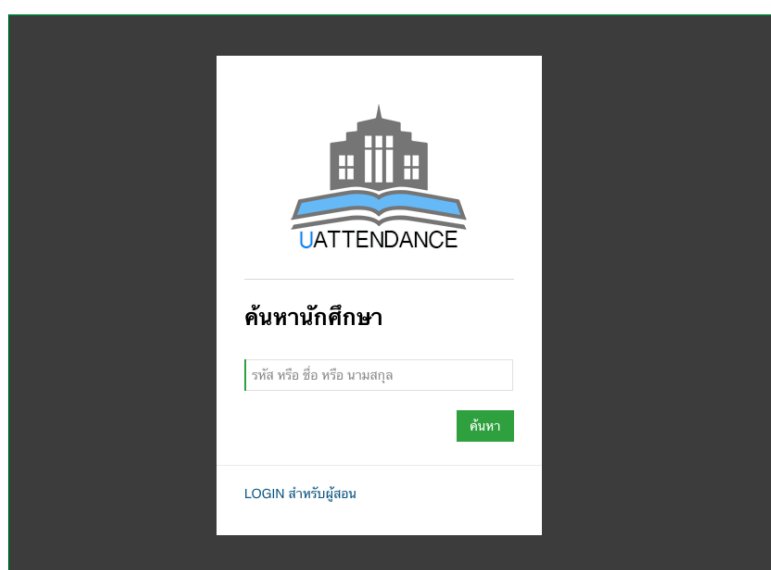 UATTENDANCE
ค้นหานักศึกษา
รหัส หรือ ชื่อ หรือ นามสกุล
ค้นหา
LOGIN สำหรับผู้สอน